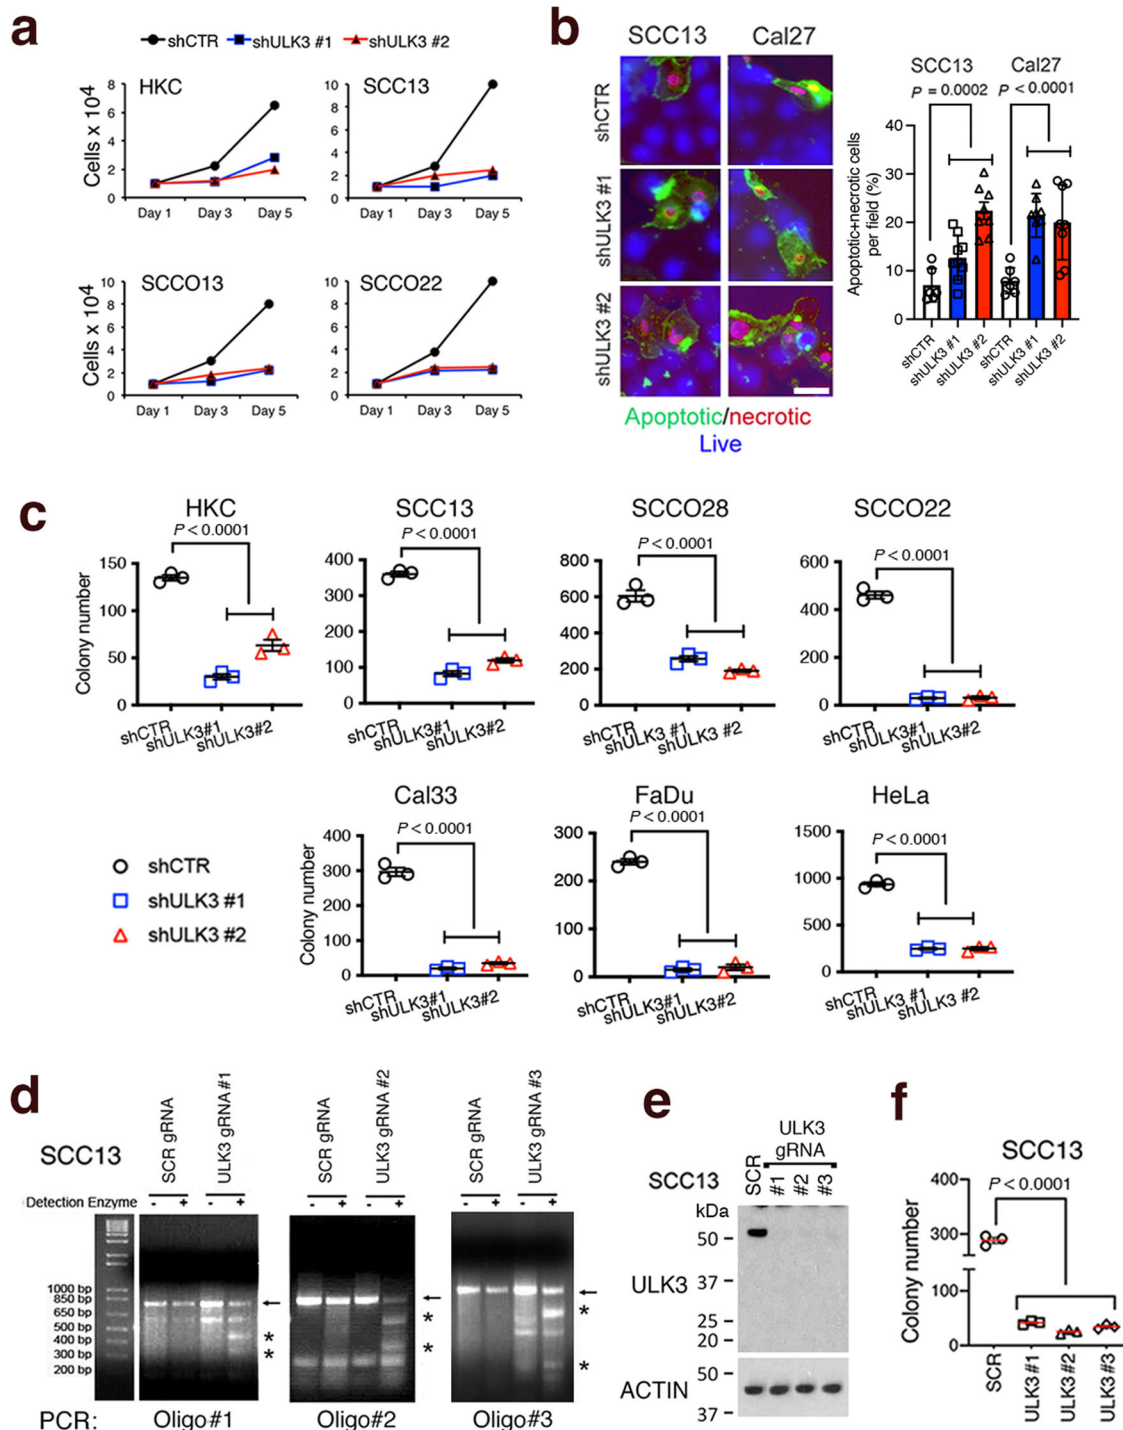 a
shCTR shULK3 #1 shULK3 #2
HKC
SCC13
Cells x 10⁴
8
6
4
2
0
10
8
6
4
2
0
Day 1 Day 3 Day 5
Day 1 Day 3 Day 5
SCCO13
SCCO22
Cells x 10⁴
10
8
6
4
2
0
10
8
6
4
2
0
Day 1 Day 3 Day 5
Day 1 Day 3 Day 5
b
SCC13 Cal27
shCTR
shULK3 #1
shULK3 #2
Apoptotic/necrotic
Live
SCC13 Cal27
P = 0.0002 P < 0.0001
Apoptotic+necrotic cells
per field (%)
40
30
20
10
0
shCTR
shULK3 #1
shULK3 #2
shCTR
shULK3 #1
shULK3 #2
c
HKC
P < 0.0001
Colony number
150
100
50
0
shCTR
shULK3#1
shULK3#2
SCC13
P < 0.0001
400
300
200
100
0
shCTR
shULK3#1
shULK3#2
SCCO28
P < 0.0001
800
600
400
200
0
shCTR
shULK3 #1
shULK3 #2
SCCO22
P < 0.0001
600
400
200
0
shCTR
shULK3#1
shULK3#2
shCTR
shULK3 #1
shULK3 #2
Cal33
P < 0.0001
Colony number
400
300
200
100
0
shCTR
shULK3#1
shULK3#2
FaDu
P < 0.0001
300
200
100
0
shCTR
shULK3#1
shULK3#2
HeLa
P < 0.0001
1500
1000
500
0
shCTR
shULK3 #1
shULK3 #2
d
SCC13
SCR gRNA
ULK3 gRNA #1
SCR gRNA
ULK3 gRNA #2
SCR gRNA
ULK3 gRNA #3
Detection Enzyme - + - + - + - + - + - +
1000 bp
850 bp
650 bp
500 bp
400 bp
300 bp
200 bp
*
*
*
*
*
*
PCR: Oligo#1 Oligo#2 Oligo#3
e
ULK3
gRNA
SCC13 SCR #1 #2 #3
kDa
50
ULK3 37
25
20
50
ACTIN
37
f
SCC13
P < 0.0001
Colony number
400
300
100
0
SCR
ULK3#1
ULK3#2
ULK3#3